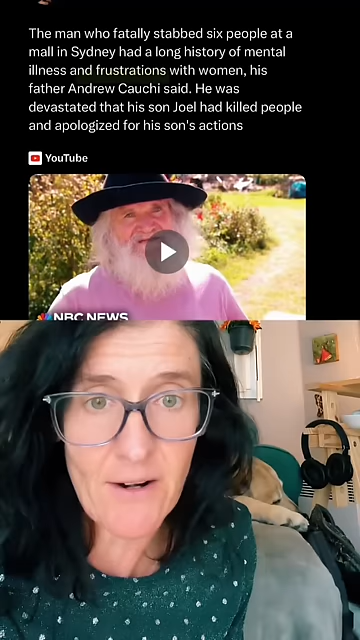 The man who fatally stabbed six people at a
mall in Sydney had a long history of mental
illness and frustrations with women, his
father Andrew Cauchi said. He was
devastated that his son Joel had killed people
and apologized for his son's actions
YouTube
NBC NEWS